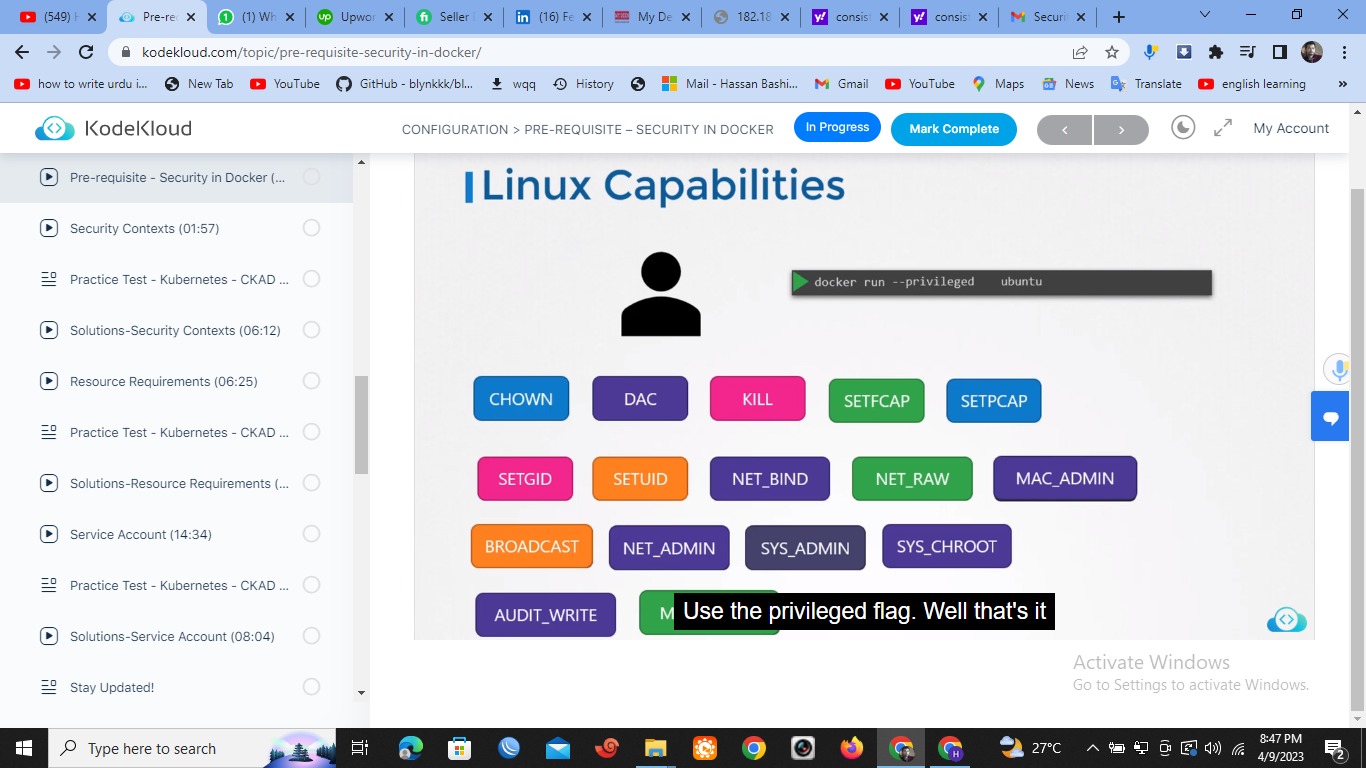 (549) H
Pre-re
(1) Wh
Upwor
Seller
(16) Fe
My De
182.18
consist
consist
Securit
kodekloud.com/topic/pre-requisite-security-in-docker/
how to write urdu i...
New Tab
YouTube
GitHub - blynkkk/bl...
wqq
History
Mail - Hassan Bashi...
Gmail
YouTube
Maps
News
Translate
english learning
»
KodeKloud
CONFIGURATION > PRE-REQUISITE – SECURITY IN DOCKER
In Progress
Mark Complete
My Account
Pre-requisite - Security in Docker (...
Security Contexts (01:57)
Practice Test - Kubernetes - CKAD ...
Solutions-Security Contexts (06:12)
Resource Requirements (06:25)
Practice Test - Kubernetes - CKAD ...
Solutions-Resource Requirements (...
Service Account (14:34)
Practice Test - Kubernetes - CKAD ...
Solutions-Service Account (08:04)
Stay Updated!
Linux Capabilities
docker run --privileged ubuntu
CHOWN
DAC
KILL
SETFCAP
SETPCAP
SETGID
SETUID
NET_BIND
NET_RAW
MAC_ADMIN
BROADCAST
NET_ADMIN
SYS_ADMIN
SYS_CHROOT
AUDIT_WRITE
Use the privileged flag. Well that's it
Activate Windows
Go to Settings to activate Windows.
Type here to search
27°C
8:47 PM
4/9/2023
2